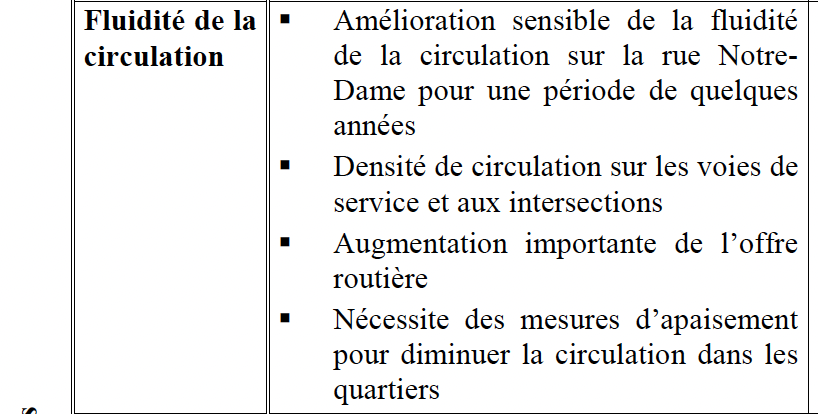 Fluidité de la
circulation
▪ Amélioration sensible de la fluidité
de la circulation sur la rue Notre-
Dame pour une période de quelques
années
▪ Densité de circulation sur les voies de
service et aux intersections
▪ Augmentation importante de l’offre
routière
▪ Nécessite des mesures d’apaisement
pour diminuer la circulation dans les
quartiers